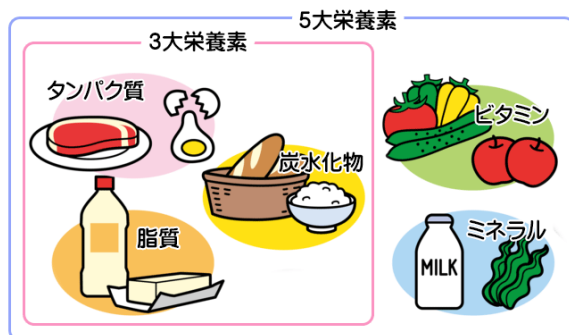 5大栄養素
3大栄養素
タンパク質
炭水化物
脂質
ビタミン
ミネラル
MILK